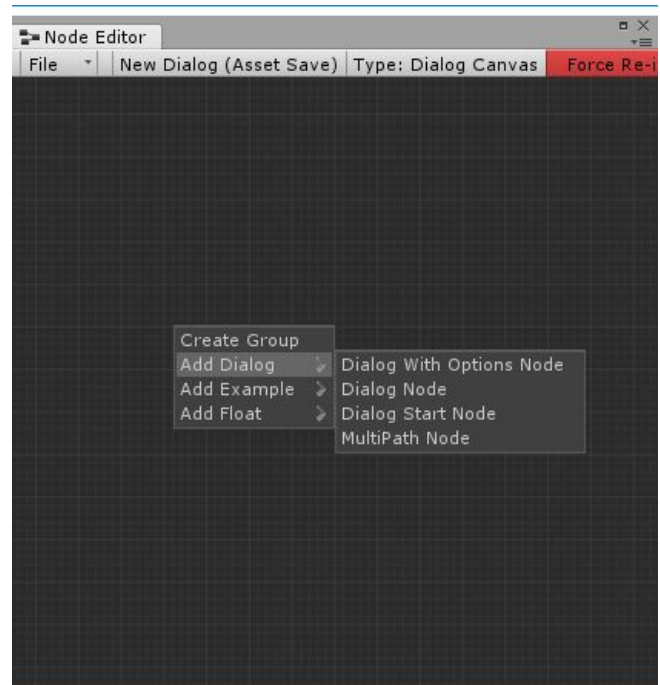 Node Editor
File New Dialog (Asset Save) Type: Dialog Canvas Force Re-i
Create Group
Add Dialog
Add Example
Add Float
Dialog With Options Node
Dialog Node
Dialog Start Node
MultiPath Node